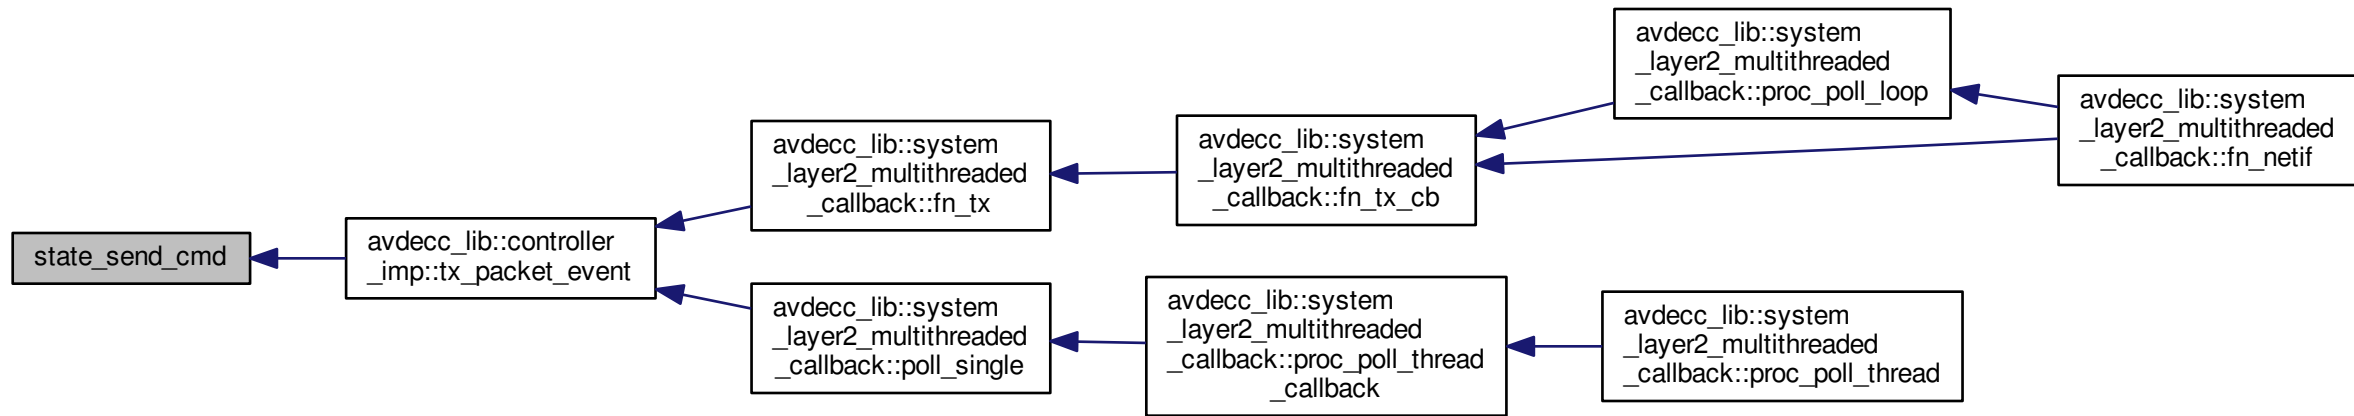 state_send_cmd
avdecc_lib::controller
_imp::tx_packet_event
avdecc_lib::system
_layer2_multithreaded
_callback::fn_tx
avdecc_lib::system
_layer2_multithreaded
_callback::poll_single
avdecc_lib::system
_layer2_multithreaded
_callback::fn_tx_cb
avdecc_lib::system
_layer2_multithreaded
_callback::proc_poll_thread
_callback
avdecc_lib::system
_layer2_multithreaded
_callback::proc_poll_loop
avdecc_lib::system
_layer2_multithreaded
_callback::proc_poll_thread
avdecc_lib::system
_layer2_multithreaded
_callback::fn_netif